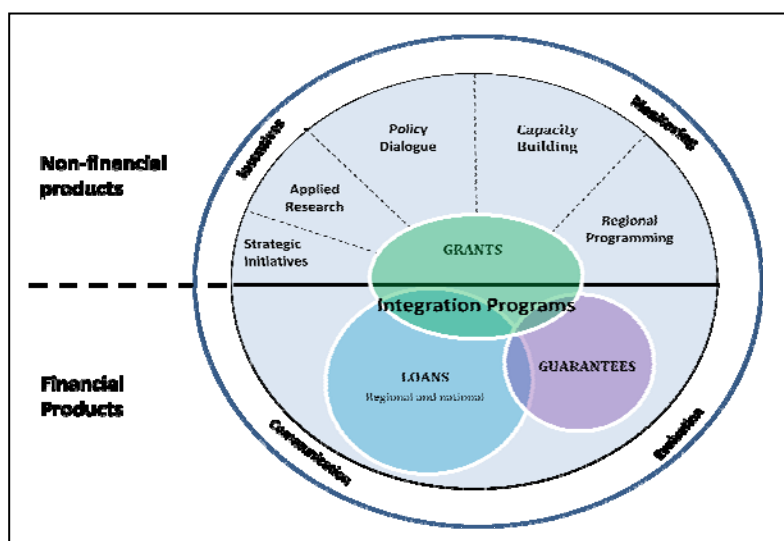 Incentives
Monitoring
Policy
Dialogue
Capacity
Building
Non-financial
products
Applied
Research
Strategic
Initiatives
Regional
Programming
GRANTS
Integration Programs
Financial
Products
LOANS
Regional and national
GUARANTEES
Communication
Evaluation